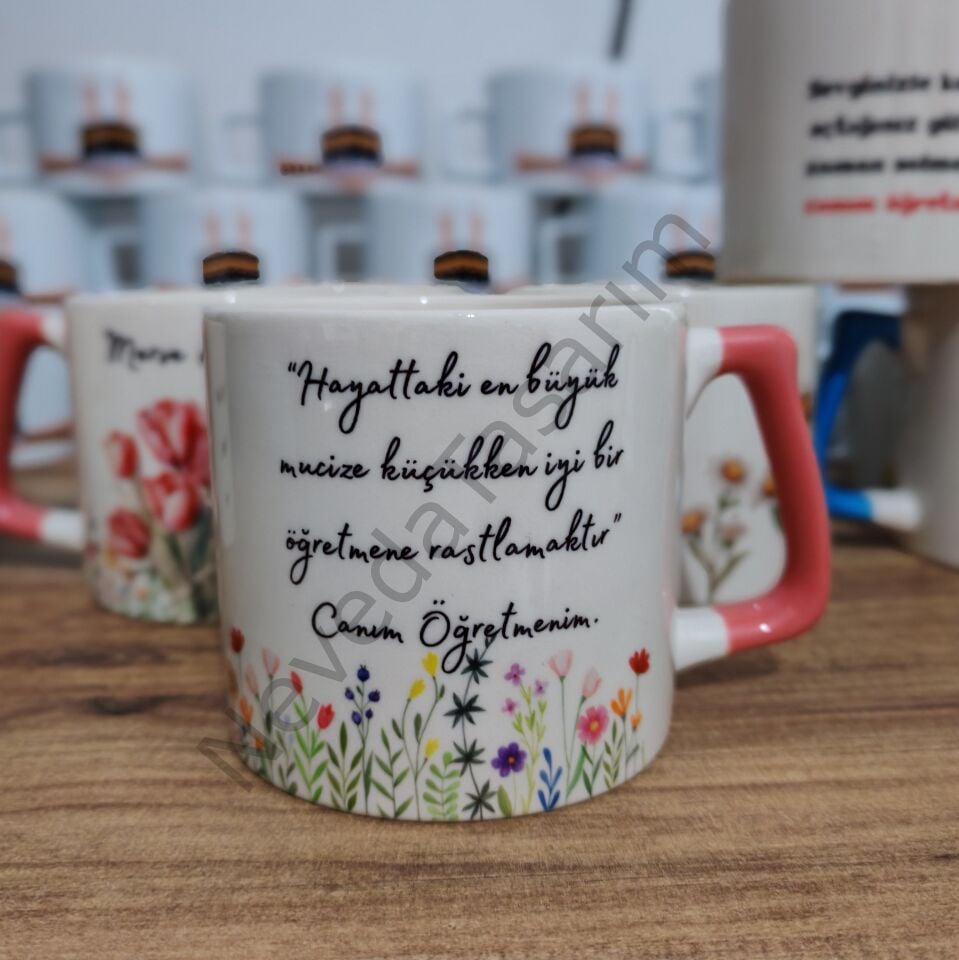 "Hayattaki en büyük
mucize küçükken iyi bir
öğretmene rastlamaktır"
Canım Öğretmenim.
Neveda Tasarım